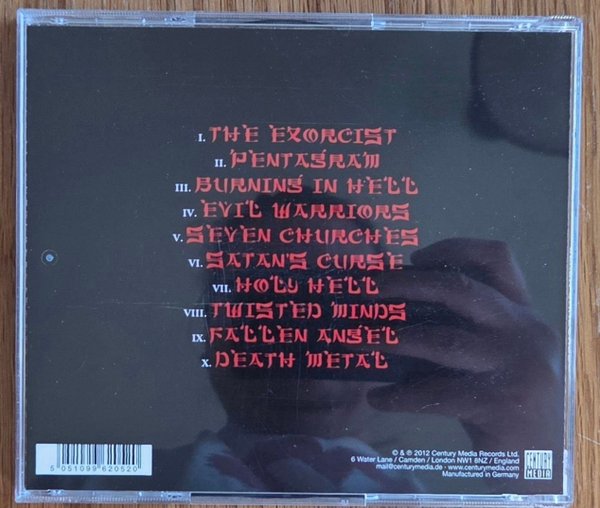 I. THE EXORCIST
II. PENTAGRAM
III. BURNING IN HELL
IV. EVIL WARRIORS
V. SEVEN CHURCHES
VI. SATAN'S CURSE
VII. HOLY HELL
VIII. TWISTED MINDS
IX. FALLEN ANGEL
X. DEATH METAL
5 051099 620520
© & ℗ 2012 Century Media Records Ltd.
6 Water Lane / Camden / London NW1 8NZ / England
mail@centurymedia.de · www.centurymedia.com
Manufactured in Germany
CENTURY
MEDIA